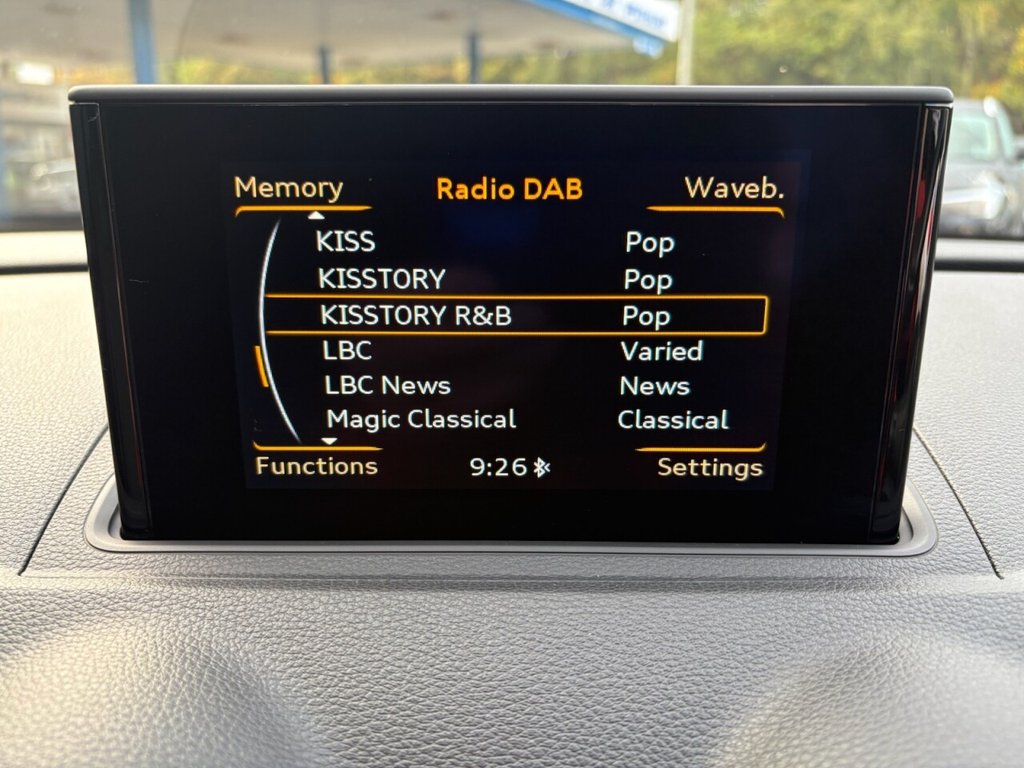 Memory Radio DAB Waveb.
KISS Pop
KISSTORY Pop
KISSTORY R&B Pop
LBC Varied
LBC News News
Magic Classical Classical
Functions 9:26 Settings